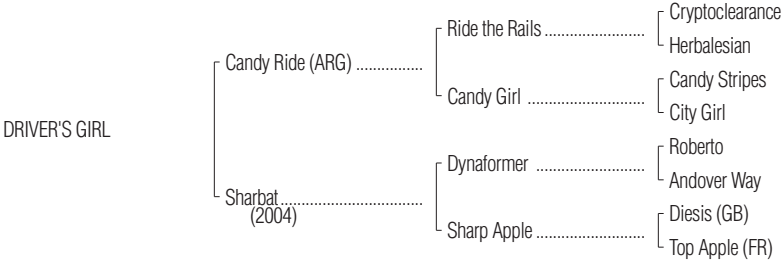 Cryptoclearance
Ride the Rails ........................
Herbalesian
Candy Ride (ARG) ................
Candy Stripes
Candy Girl ............................
City Girl
DRIVER'S GIRL
Roberto
Dynaformer ..........................
Andover Way
Sharbat..................................
(2004)
Diesis (GB)
Sharp Apple ..........................
Top Apple (FR)